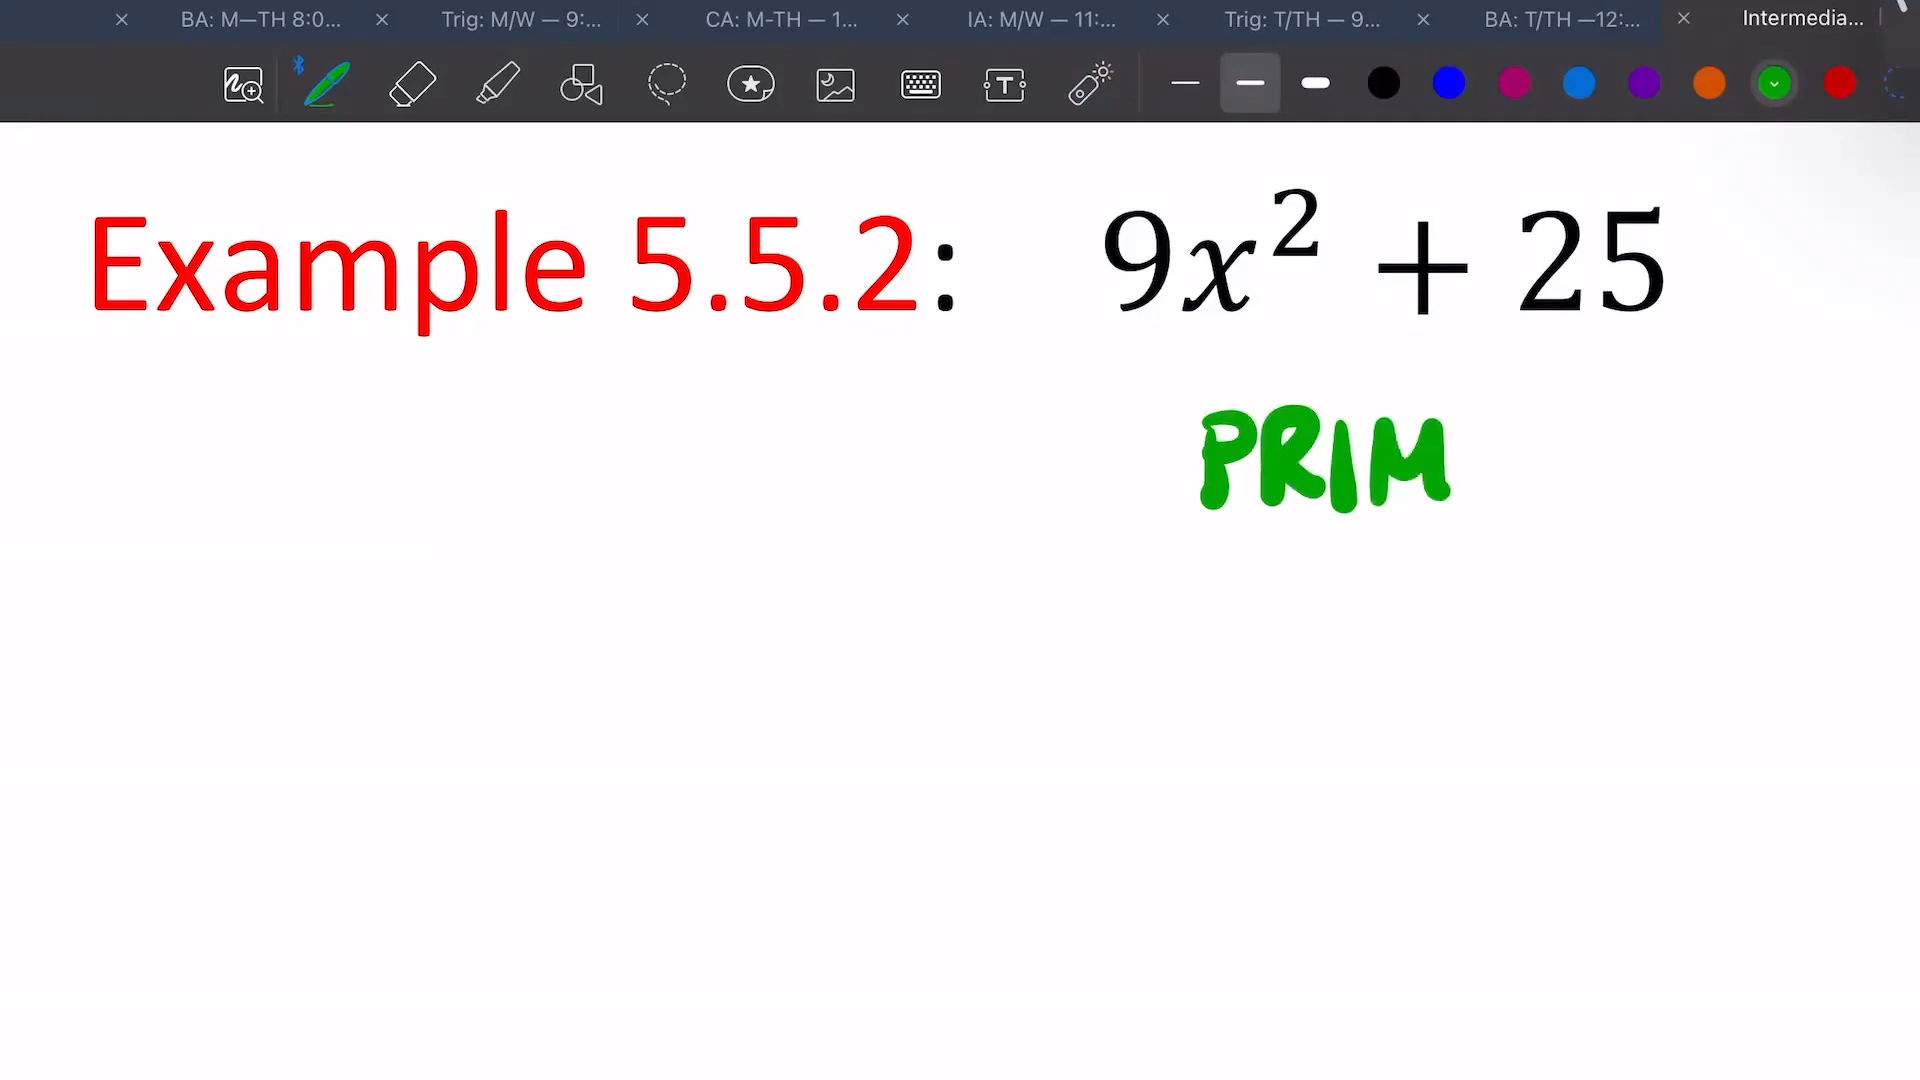 BA: M—TH 8:0... Trig: M/W — 9:... CA: M-TH — 1... IA: M/W — 11:... Trig: T/TH — 9... BA: T/TH —12:... Intermedia...
T
Example 5.5.2: 9x² + 25
PRIM